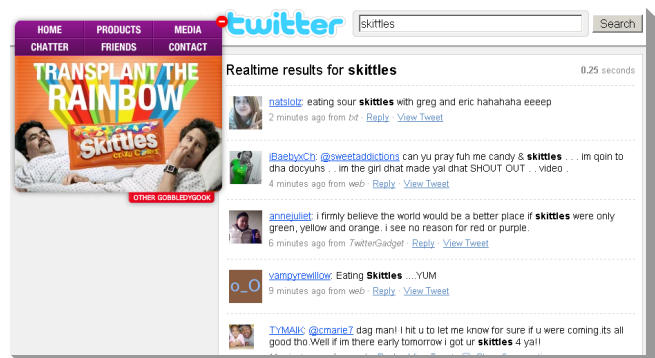 twitter
skittles
Search
HOME PRODUCTS MEDIA
CHATTER FRIENDS CONTACT
TRANSPLANT THE
RAINBOW
Skittles
OTHER GOBBLEDYGOOK
Realtime results for skittles
0.25 seconds
natslolz: eating sour skittles with greg and eric hahahaha eeeep
2 minutes ago from txt · Reply · View Tweet
iBaebyxCh: @sweetaddictions can yu pray fuh me candy & skittles . . . im qoin to
dha docyuhs . . im the girl dhat made yal dhat SHOUT OUT . . video .
4 minutes ago from web · Reply · View Tweet
annejuliet: i firmly believe the world would be a better place if skittles were only
green, yellow and orange. i see no reason for red or purple.
6 minutes ago from TwitterGadget · Reply · View Tweet
o_O
vampyrewillow: Eating Skittles ....YUM
9 minutes ago from web · Reply · View Tweet
TYMAIK: @cmarie7 dag man! I hit u to let me know for sure if u were coming.its all
good tho.Well if im there early tomorrow i got ur skittles 4 ya!!